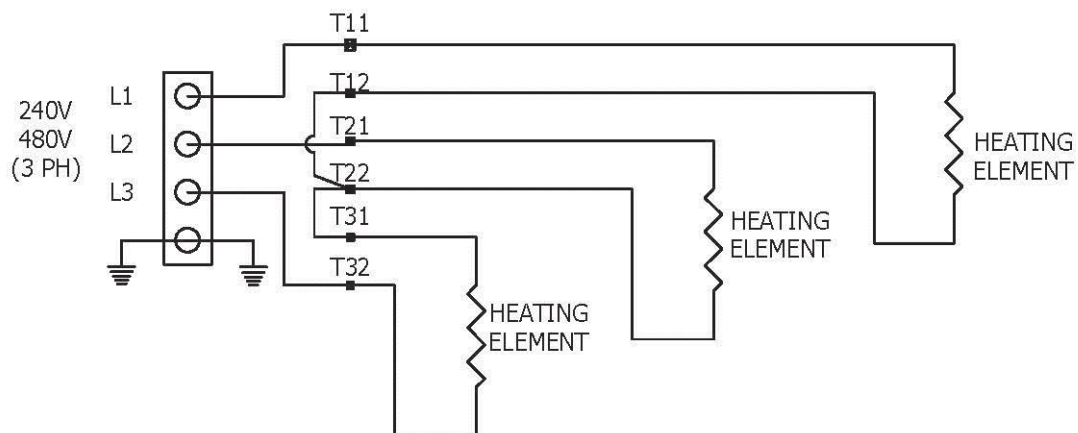 T11
L1
T12
240V
480V
(3 PH)
L2
T21
HEATING
ELEMENT
L3
T22
T31
HEATING
ELEMENT
T32
HEATING
ELEMENT